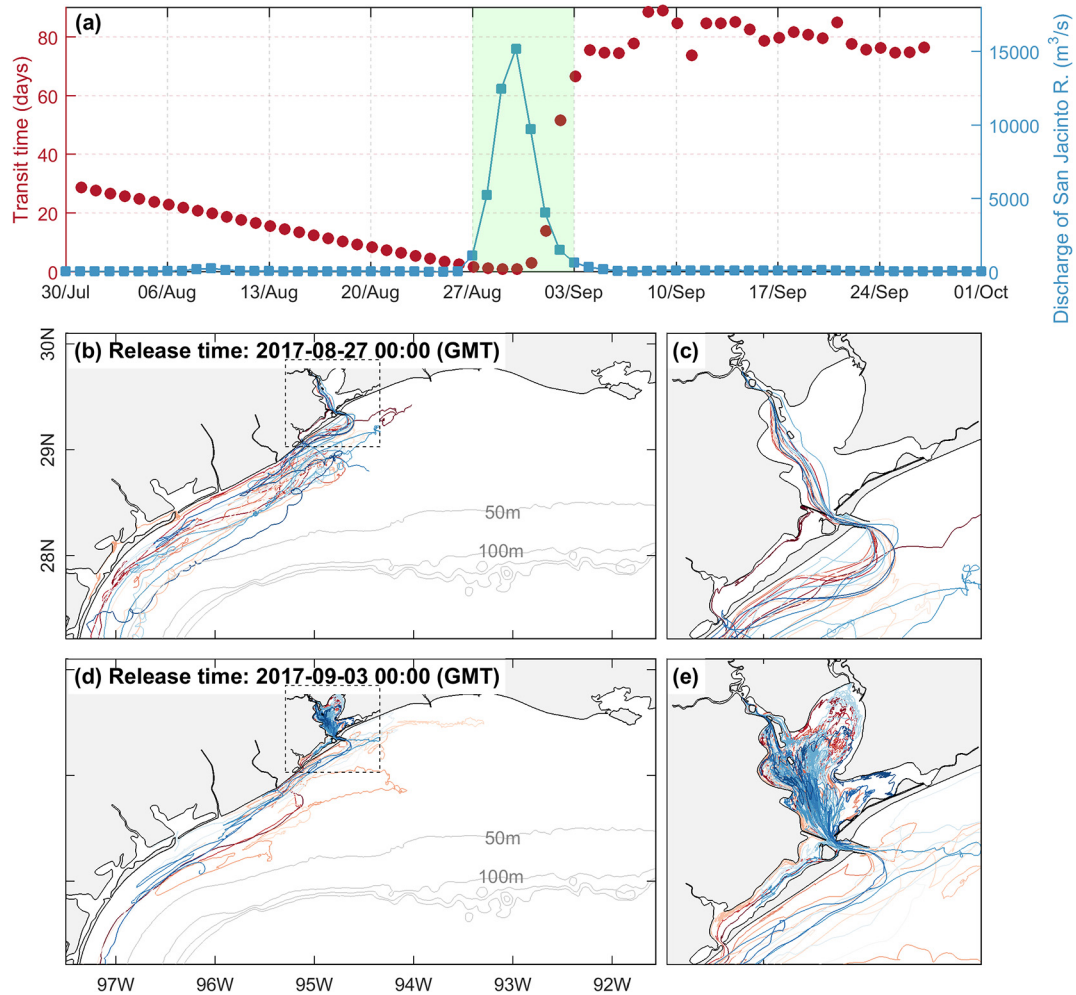 (a)
Transit time (days)
80
60
40
20
0
Discharge of San Jacinto R. (m³/s)
15000
10000
5000
0
30/Jul 06/Aug 13/Aug 20/Aug 27/Aug 03/Sep 10/Sep 17/Sep 24/Sep 01/Oct
(b) Release time: 2017-08-27 00:00 (GMT)
30N
29N
28N
50m
100m
(c)
(d) Release time: 2017-09-03 00:00 (GMT)
50m
100m
97W 96W 95W 94W 93W 92W
(e)